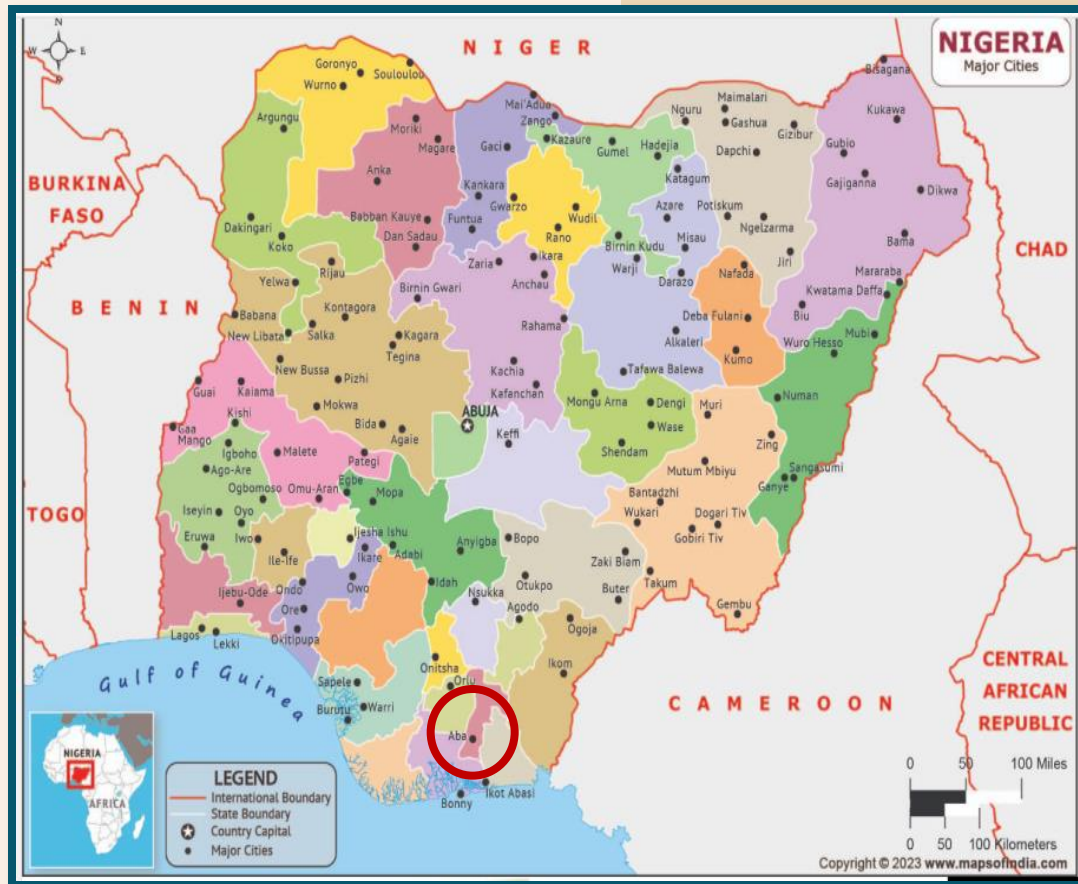 NIGERIA
Major Cities
N
W E
S
NIGER
BURKINA
FASO
BENIN
TOGO
CHAD
CAMEROON
CENTRAL
AFRICAN
REPUBLIC
Gulf of Guinea
Goronyo
Souloulou
Wurno
Argungu
Moriki
Magare
Anka
Mai'Adua
Zango
Kazaure
Gaci
Gumel
Hadejia
Nguru
Maimalari
Gashua
Gizibur
Dapchi
Bisagana
Kukawa
Gubio
Gajiganna
Dikwa
Bama
Mararaba
Kwatama Daffa
Katagum
Azare
Potiskum
Ngelzarma
Jiri
Misau
Kankara
Gwarzo
Wudil
Rano
Funtua
Babban Kauye
Dan Sadau
Dakingari
Koko
Rijau
Yelwa
Birnin Gwari
Zaria
Ikara
Anchau
Birnin Kudu
Warji
Darazo
Nafada
Biu
Mubi
Wuro Hesso
Babana
New Libata
Salka
Kontagora
Kagara
Tegina
Rahama
Deba Fulani
Alkaleri
Kumo
New Bussa
Pizhi
Kachia
Kafanchan
Tafawa Balewa
Guai
Kaiama
Mokwa
Mongu Arna
Dengi
Wase
Muri
Numan
Zing
Gaa
Mango
Kishi
Igboho
Bida
Agaie
ABUJA
Keffi
Shendam
Mutum Mbiyu
Sangasumi
Ganye
Ago-Are
Malete
Pategi
Ogbomoso
Omu-Aran
Egbe
Mopa
Bantadzhi
Wukari
Dogari Tiv
Gobiri Tiv
Iseyin
Oyo
Iwo
Eruwa
Ile-Ife
Ijesha Ishu
Ikare
Adabi
Anyigba
Bopo
Zaki Biam
Takum
Gembu
Ijebu-Ode
Ondo
Owo
Idah
Otukpo
Buter
Ore
Nsukka
Agodo
Ogoja
Lagos
Lekki
Okitipupa
Onitsha
Orlu
Ikom
Sapele
Warri
Burutu
Aba
Ikot Abasi
Bonny
NIGERIA
AFRICA
LEGEND
International Boundary
State Boundary
Country Capital
Major Cities
0 50 100 Miles
0 50 100 Kilometers
Copyright © 2023 www.mapsofindia.com